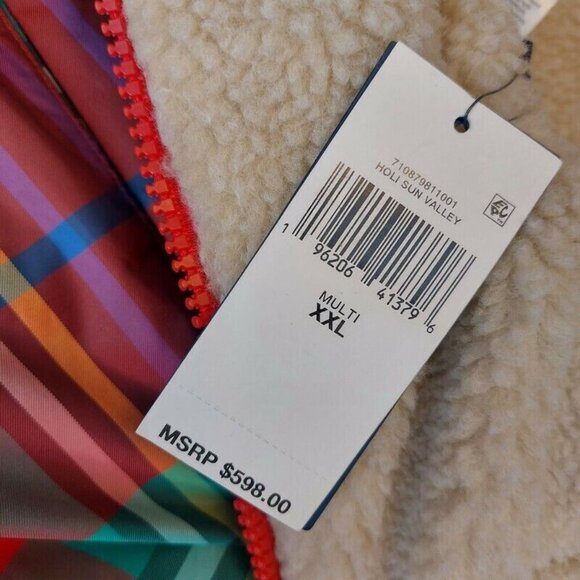 710879811001
HOLI SUN VALLEY
1 96206 41379 6
MULTI
XXL
MSRP $598.00